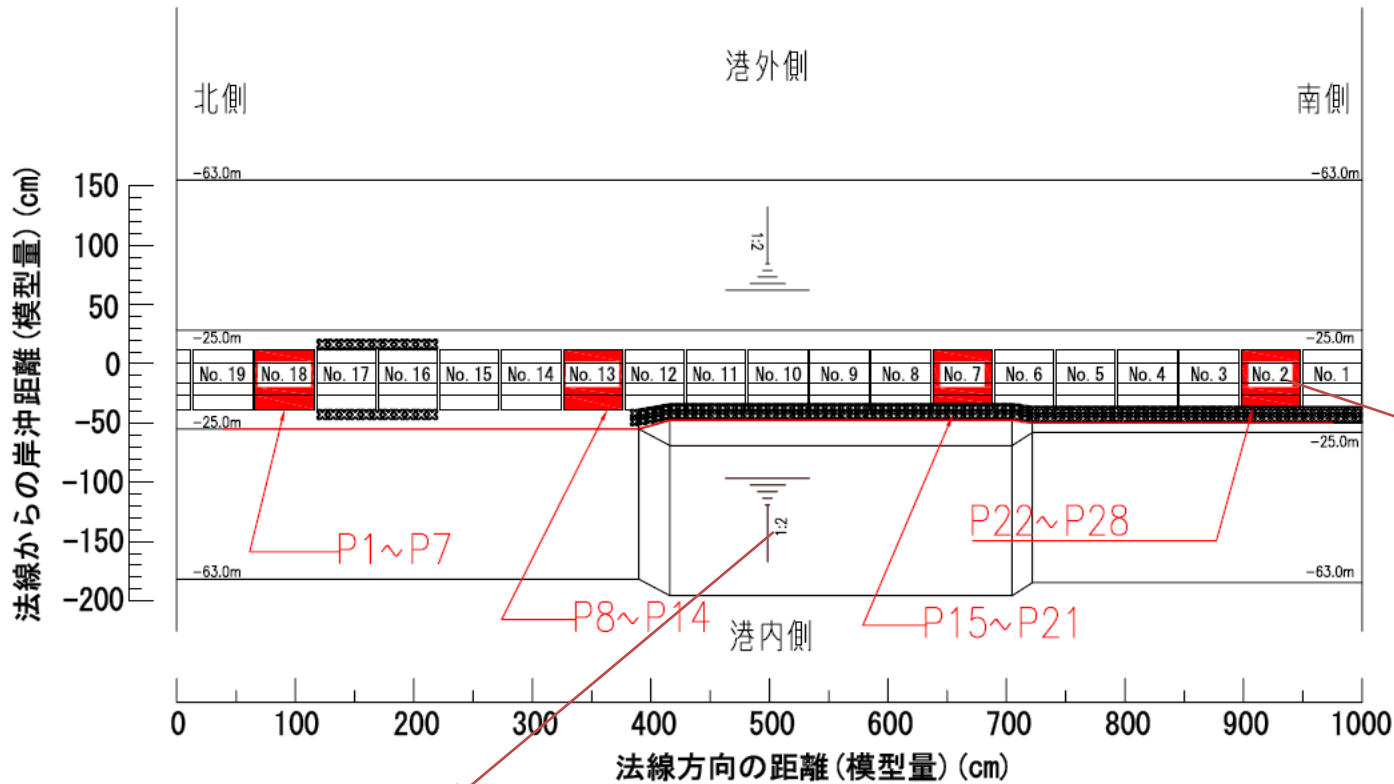 港外側
北側
南側
-63.0m
-63.0m
1:2
-25.0m
-25.0m
No. 19
No. 18
No. 17
No. 16
No. 15
No. 14
No. 13
No. 12
No. 11
No. 10
No. 9
No. 8
No. 7
No. 6
No. 5
No. 4
No. 3
No. 2
No. 1
-25.0m
-25.0m
1:2
P22~P28
P1~P7
-63.0m
-63.0m
P8~P14
P15~P21
港内側
法線からの岸沖距離(模型量)(cm)
150
100
50
0
-50
-100
-150
-200
0
100
200
300
400
500
600
700
800
900
1000
法線方向の距離(模型量)(cm)